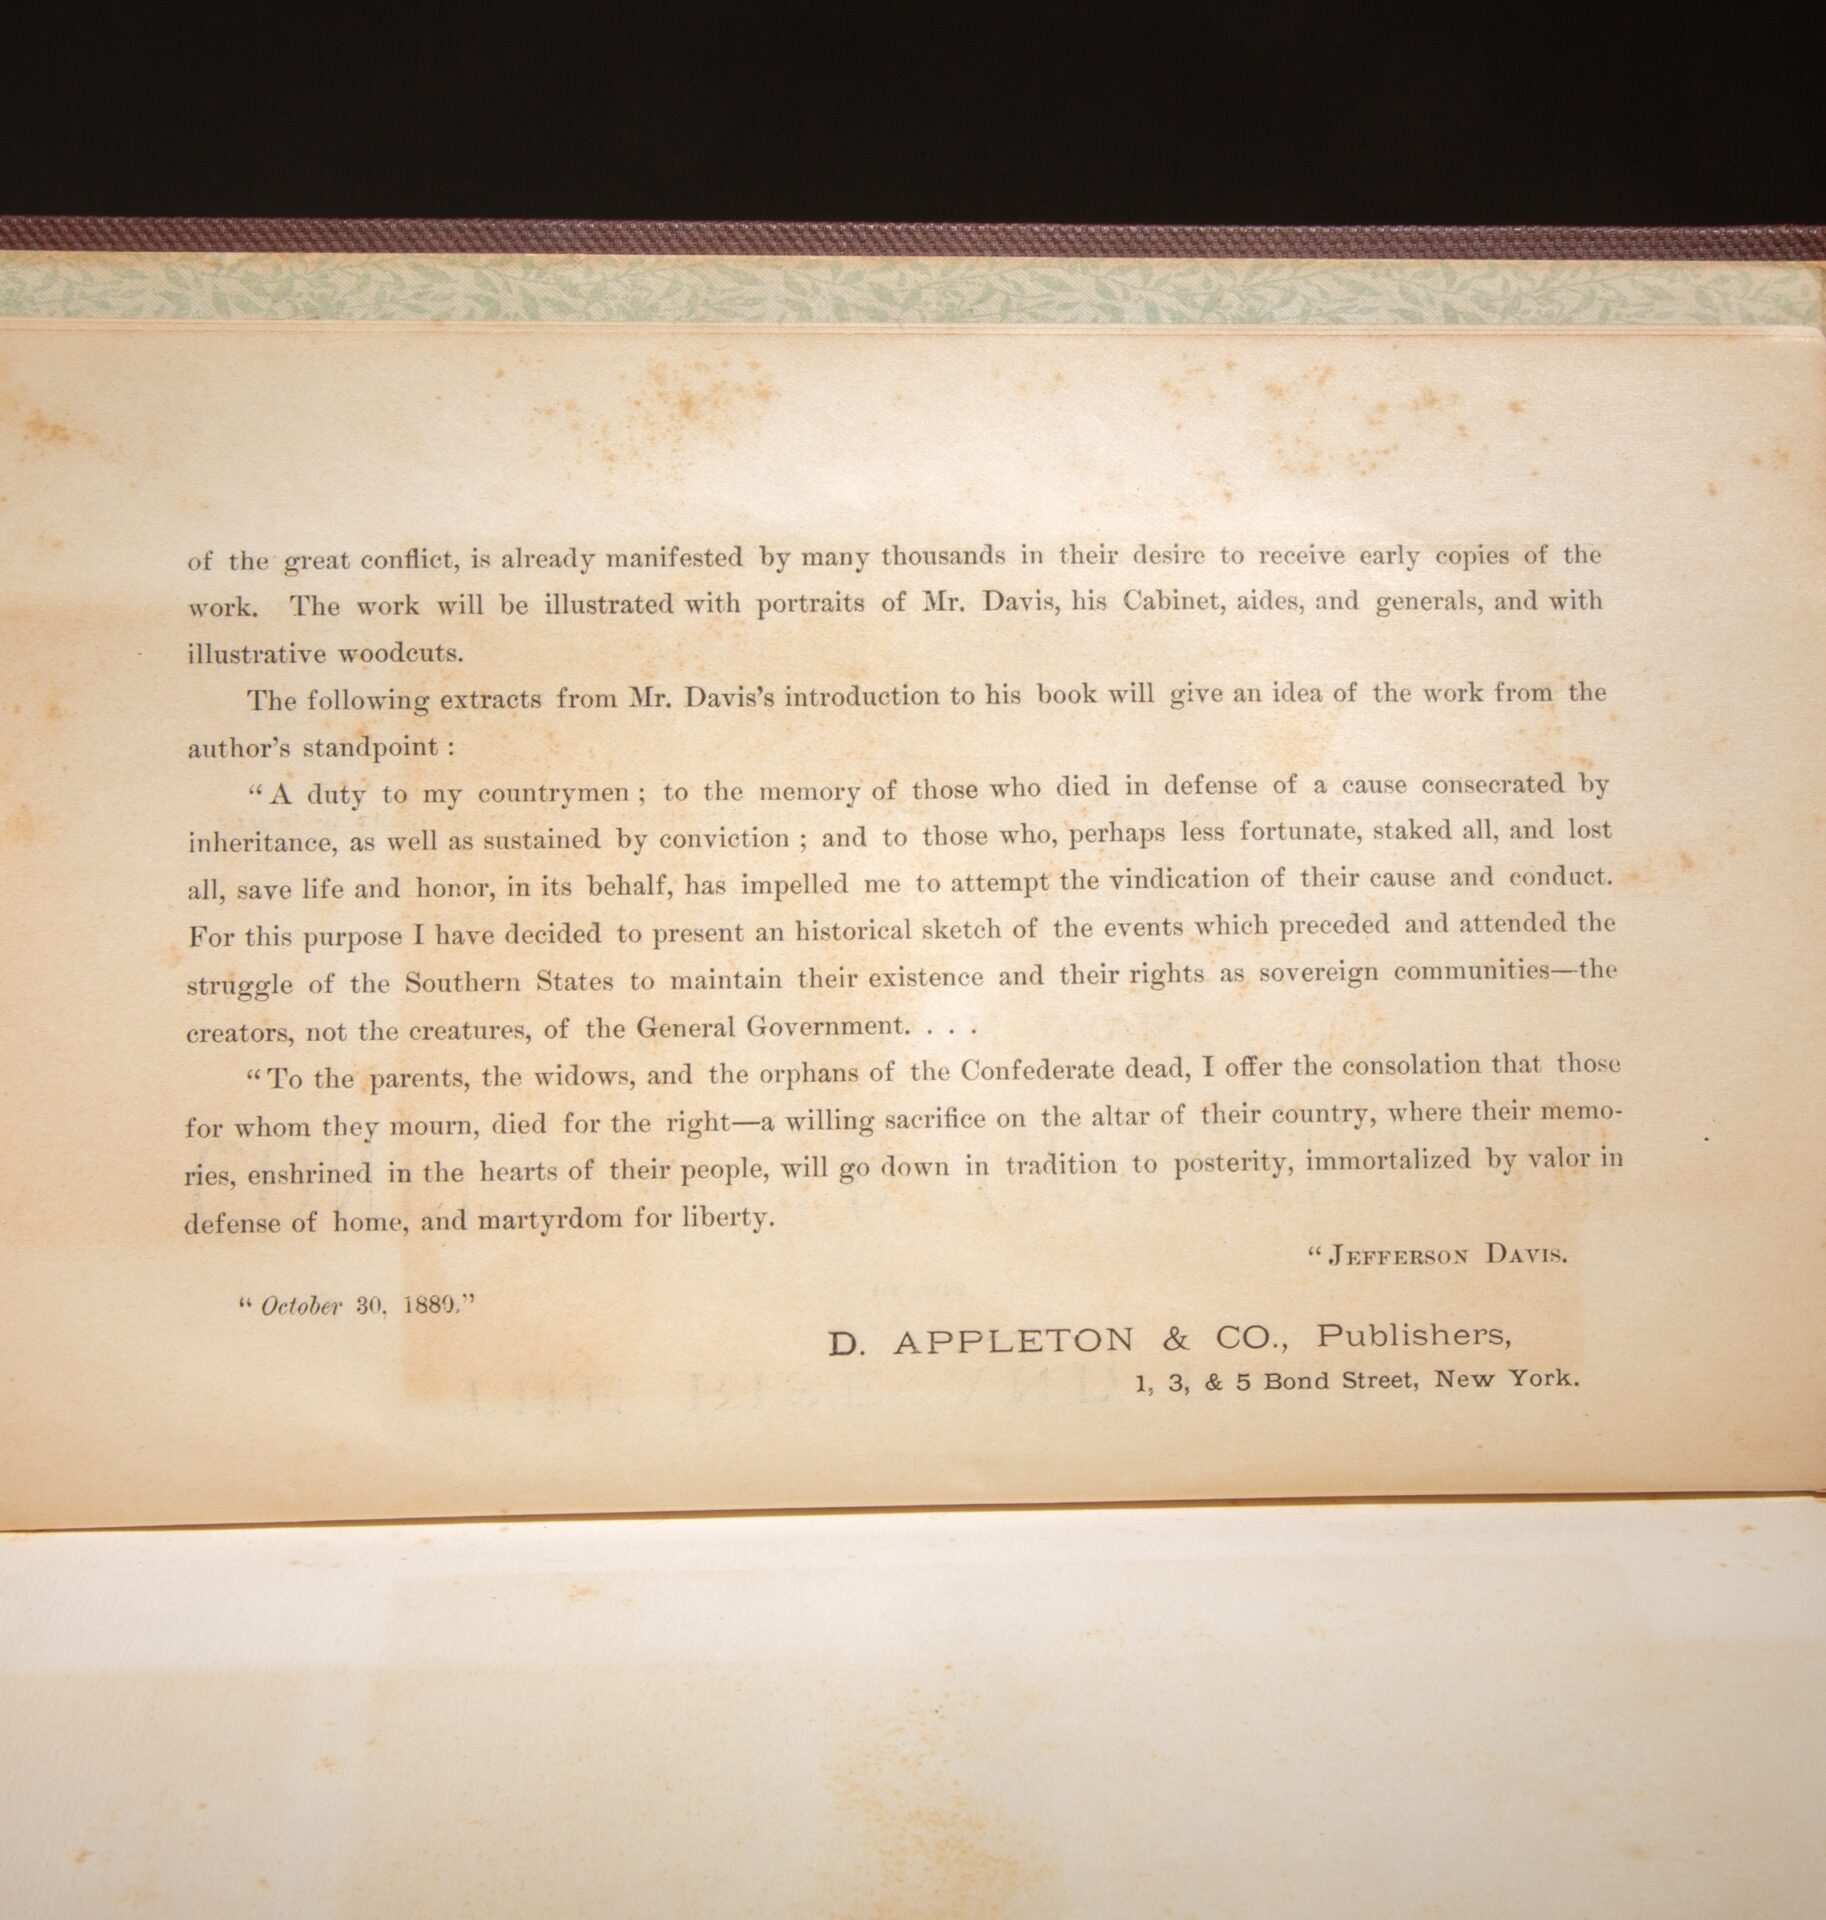 of the great conflict, is already manifested by many thousands in their desire to receive early copies of the
work. The work will be illustrated with portraits of Mr. Davis, his Cabinet, aides, and generals, and with
illustrative woodcuts.
The following extracts from Mr. Davis's introduction to his book will give an idea of the work from the
author's standpoint :
“A duty to my countrymen ; to the memory of those who died in defense of a cause consecrated by
inheritance, as well as sustained by conviction ; and to those who, perhaps less fortunate, staked all, and lost
all, save life and honor, in its behalf, has impelled me to attempt the vindication of their cause and conduct.
For this purpose I have decided to present an historical sketch of the events which preceded and attended the
struggle of the Southern States to maintain their existence and their rights as sovereign communities—the
creators, not the creatures, of the General Government. . . .
“To the parents, the widows, and the orphans of the Confederate dead, I offer the consolation that those
for whom they mourn, died for the right—a willing sacrifice on the altar of their country, where their memo-
ries, enshrined in the hearts of their people, will go down in tradition to posterity, immortalized by valor in
defense of home, and martyrdom for liberty.
“JEFFERSON DAVIS.
“October 30, 1880.”
D. APPLETON & CO., Publishers,
1, 3, & 5 Bond Street, New York.